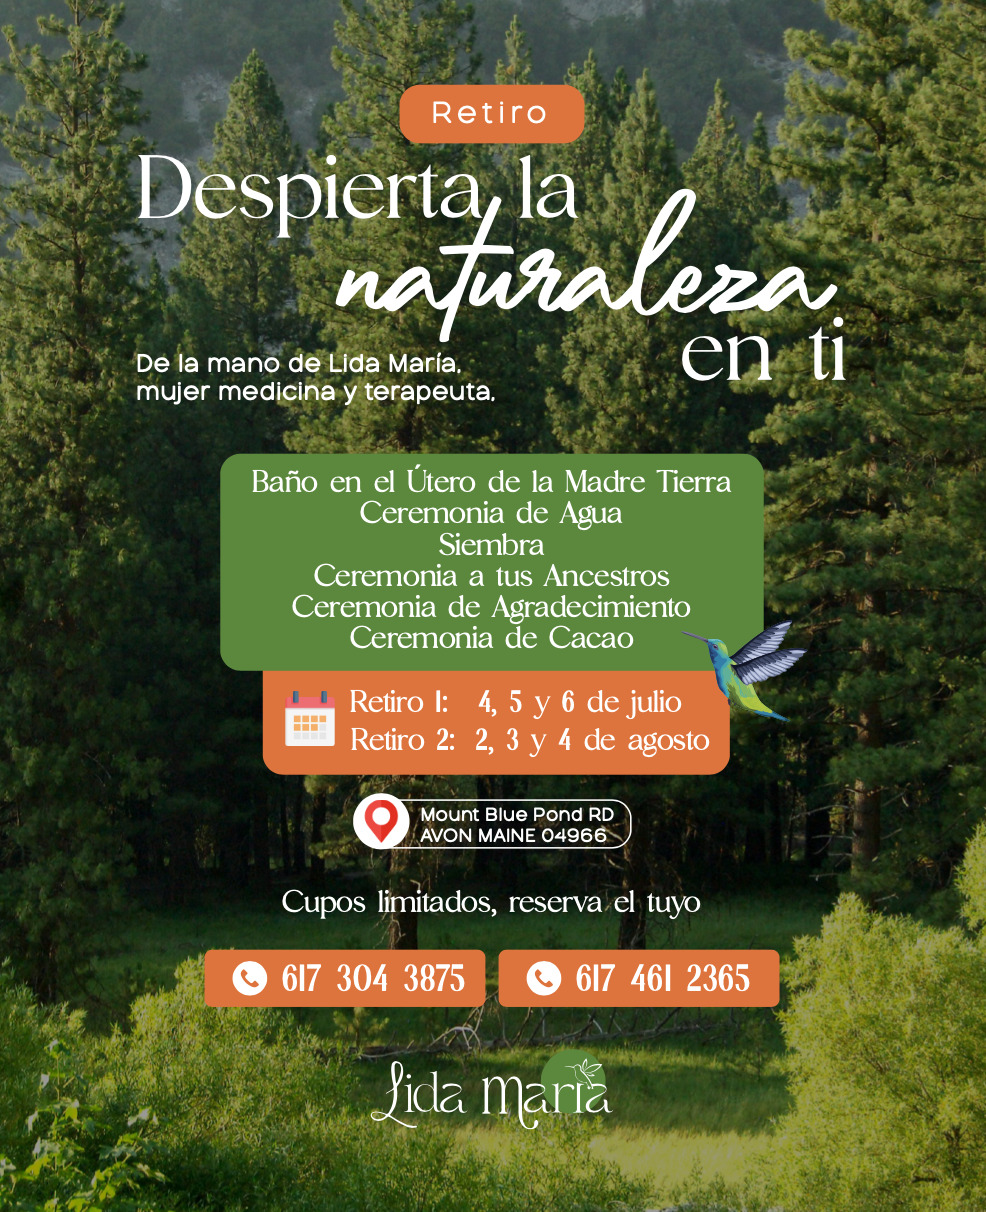 Retiro
Despierta la
naturaleza
en ti
De la mano de Lida María,
mujer medicina y terapeuta,
Baño en el Útero de la Madre Tierra
Ceremonia de Agua
Siembra
Ceremonia a tus Ancestros
Ceremonia de Agradecimiento
Ceremonia de Cacao
Retiro 1: 4, 5 y 6 de julio
Retiro 2: 2, 3 y 4 de agosto
Mount Blue Pond RD
AVON MAINE 04966
Cupos limitados, reserva el tuyo
617 304 3875
617 461 2365
Lida María